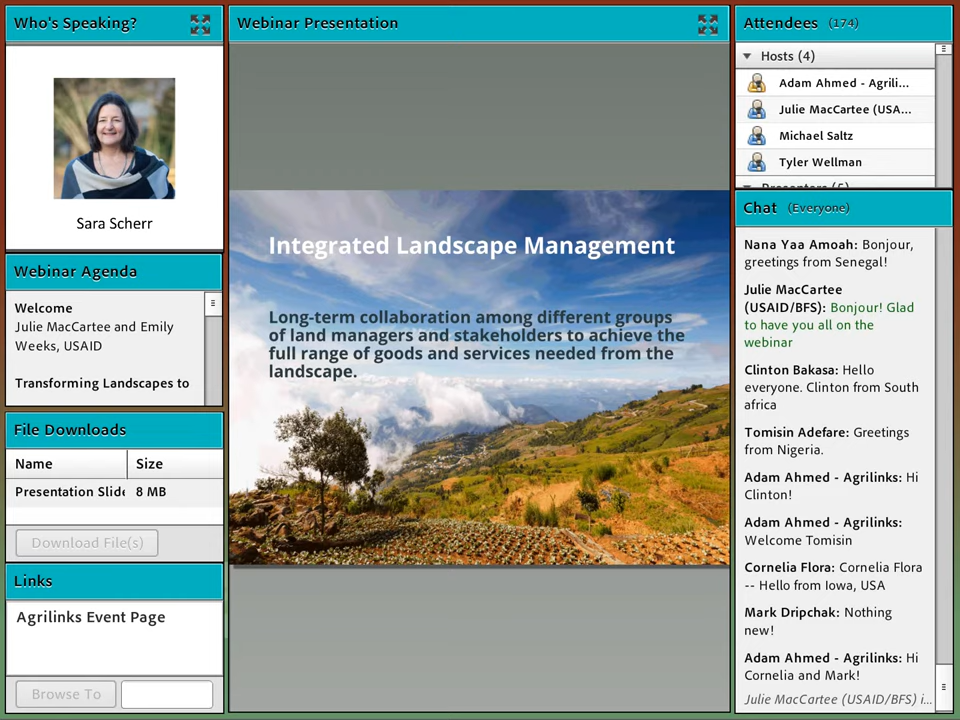 Who's Speaking?
Sara Scherr
Webinar Agenda
Welcome
Julie MacCartee and Emily
Weeks, USAID
Transforming Landscapes to
File Downloads
Name Size
Presentation Slide 8 MB
Download File(s)
Links
Agrilinks Event Page
Browse To
Webinar Presentation
Integrated Landscape Management
Long-term collaboration among different groups
of land managers and stakeholders to achieve the
full range of goods and services needed from the
landscape.
Attendees (174)
Hosts (4)
Adam Ahmed - Agrili...
Julie MacCartee (USA...
Michael Saltz
Tyler Wellman
Presenters (5)
Chat (Everyone)
Nana Yaa Amoah: Bonjour,
greetings from Senegal!
Julie MacCartee
(USAID/BFS): Bonjour! Glad
to have you all on the
webinar
Clinton Bakasa: Hello
everyone. Clinton from South
africa
Tomisin Adefare: Greetings
from Nigeria.
Adam Ahmed - Agrilinks: Hi
Clinton!
Adam Ahmed - Agrilinks:
Welcome Tomisin
Cornelia Flora: Cornelia Flora
-- Hello from Iowa, USA
Mark Dripchak: Nothing
new!
Adam Ahmed - Agrilinks: Hi
Cornelia and Mark!
Julie MacCartee (USAID/BFS) i...